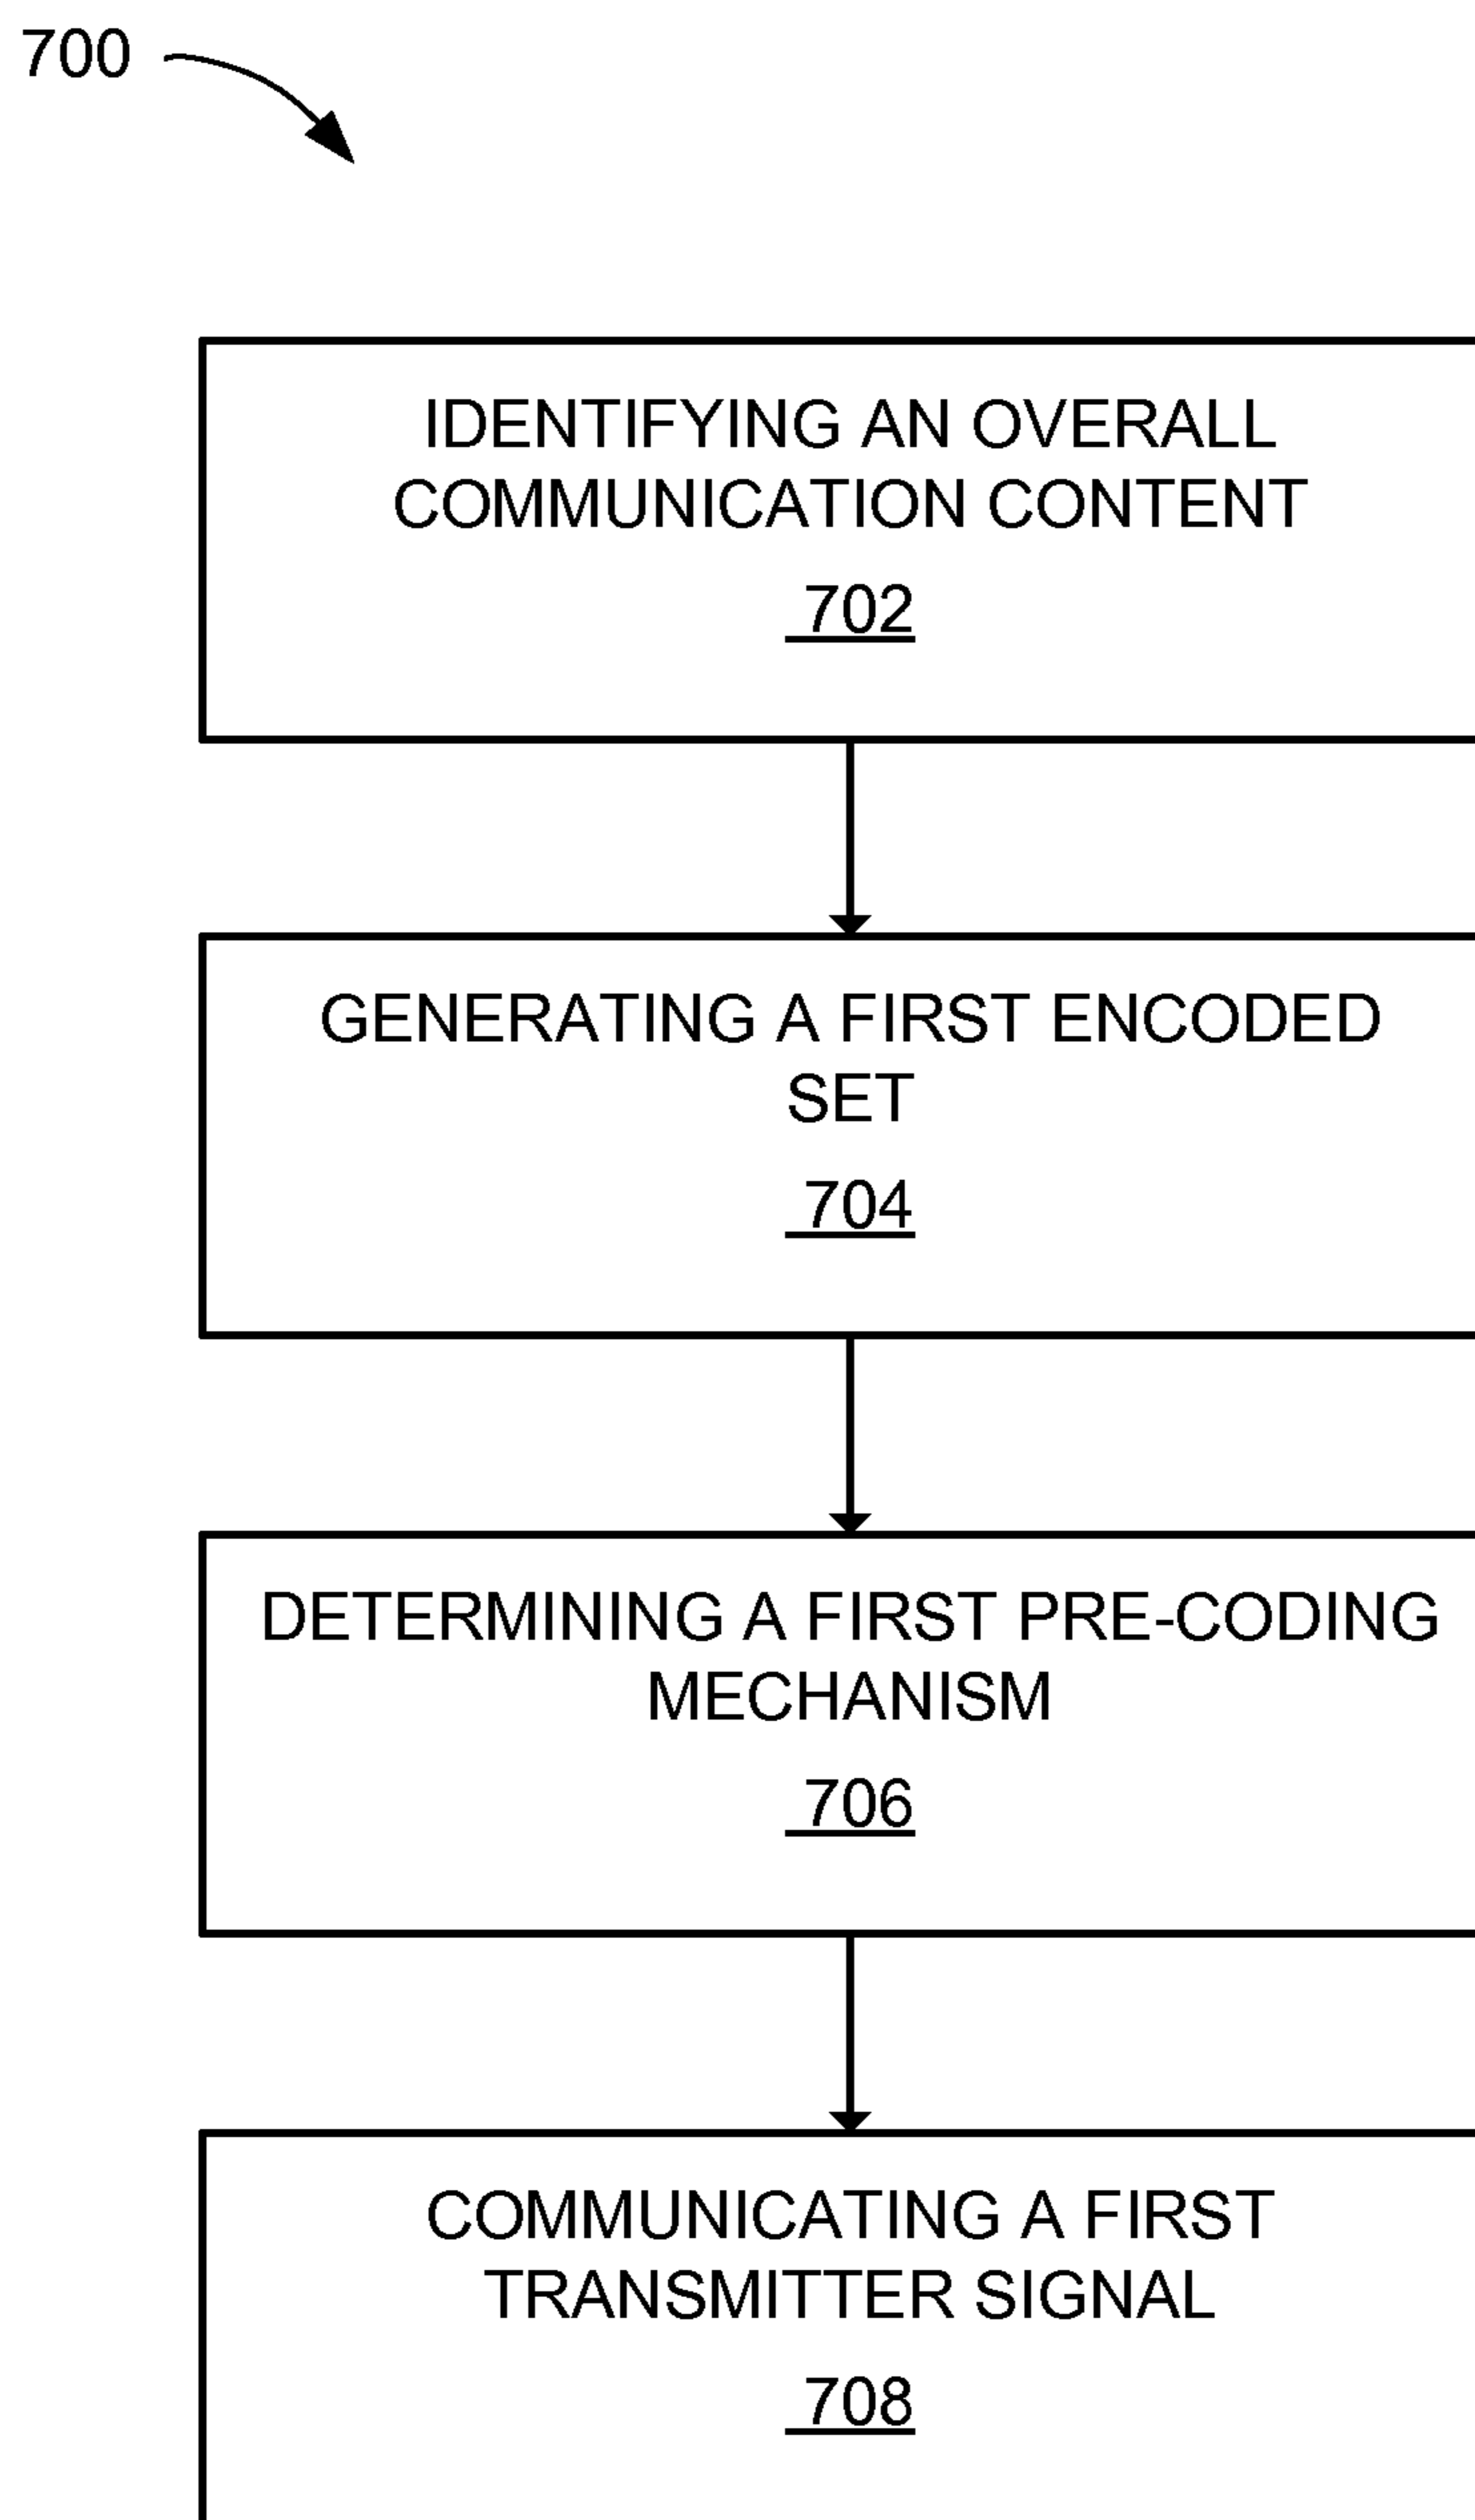 700
IDENTIFYING AN OVERALL
COMMUNICATION CONTENT
702
GENERATING A FIRST ENCODED
SET
704
DETERMINING A FIRST PRE-CODING
MECHANISM
706
COMMUNICATING A FIRST
TRANSMITTER SIGNAL
708